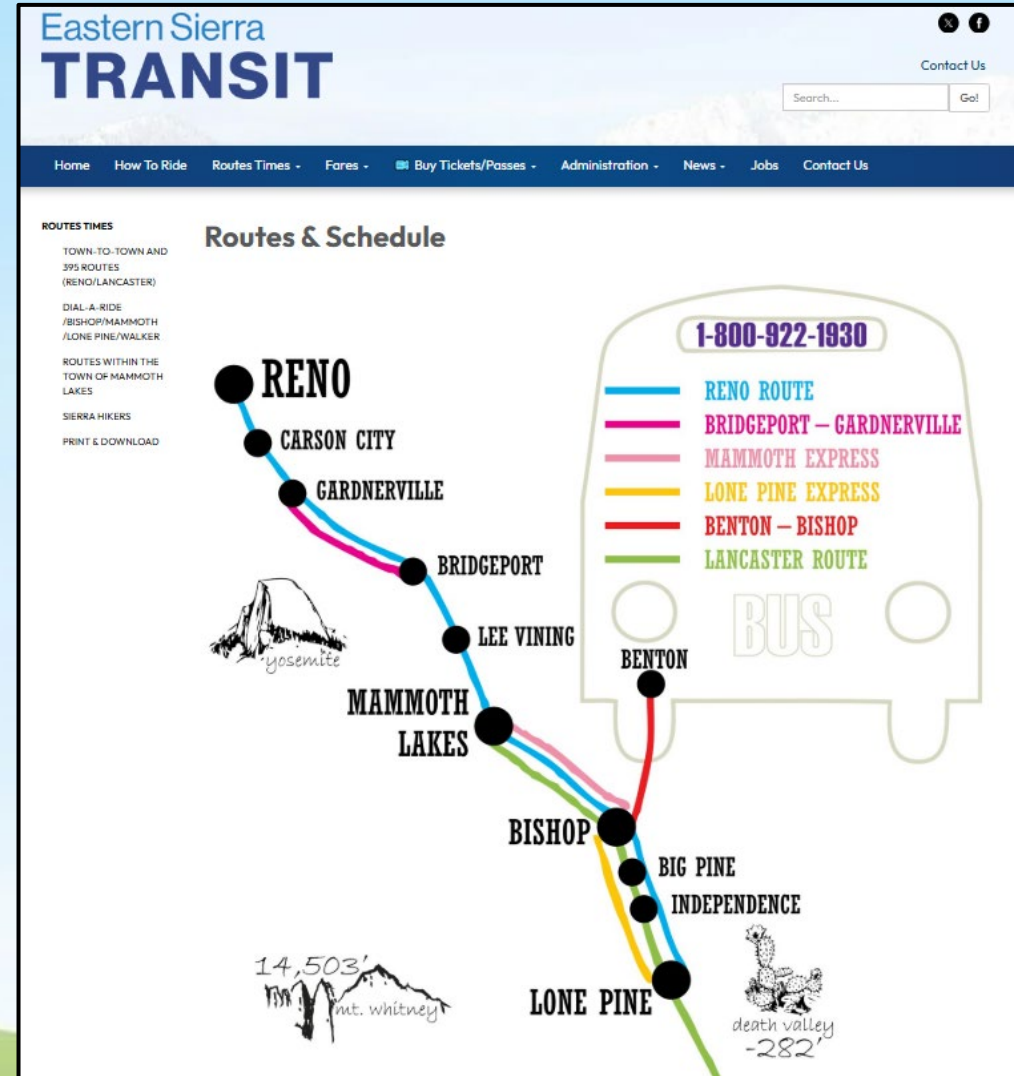 Eastern Sierra
TRANSIT
Contact Us
Search...
Go!
Home
How To Ride
Routes Times
Fares
Buy Tickets/Passes
Administration
News
Jobs
Contact Us
ROUTES TIMES
TOWN-TO-TOWN AND
395 ROUTES
(RENO/LANCASTER)
DIAL-A-RIDE
/BISHOP/MAMMOTH
/LONE PINE/WALKER
ROUTES WITHIN THE
TOWN OF MAMMOTH
LAKES
SIERRA HIKERS
PRINT & DOWNLOAD
Routes & Schedule
1-800-922-1930
RENO ROUTE
BRIDGEPORT – GARDNERVILLE
MAMMOTH EXPRESS
LONE PINE EXPRESS
BENTON – BISHOP
LANCASTER ROUTE
BUS
RENO
CARSON CITY
GARDNERVILLE
BRIDGEPORT
yosemite
LEE VINING
BENTON
MAMMOTH
LAKES
BISHOP
BIG PINE
INDEPENDENCE
14,503'
mt. whitney
LONE PINE
death valley
-282'